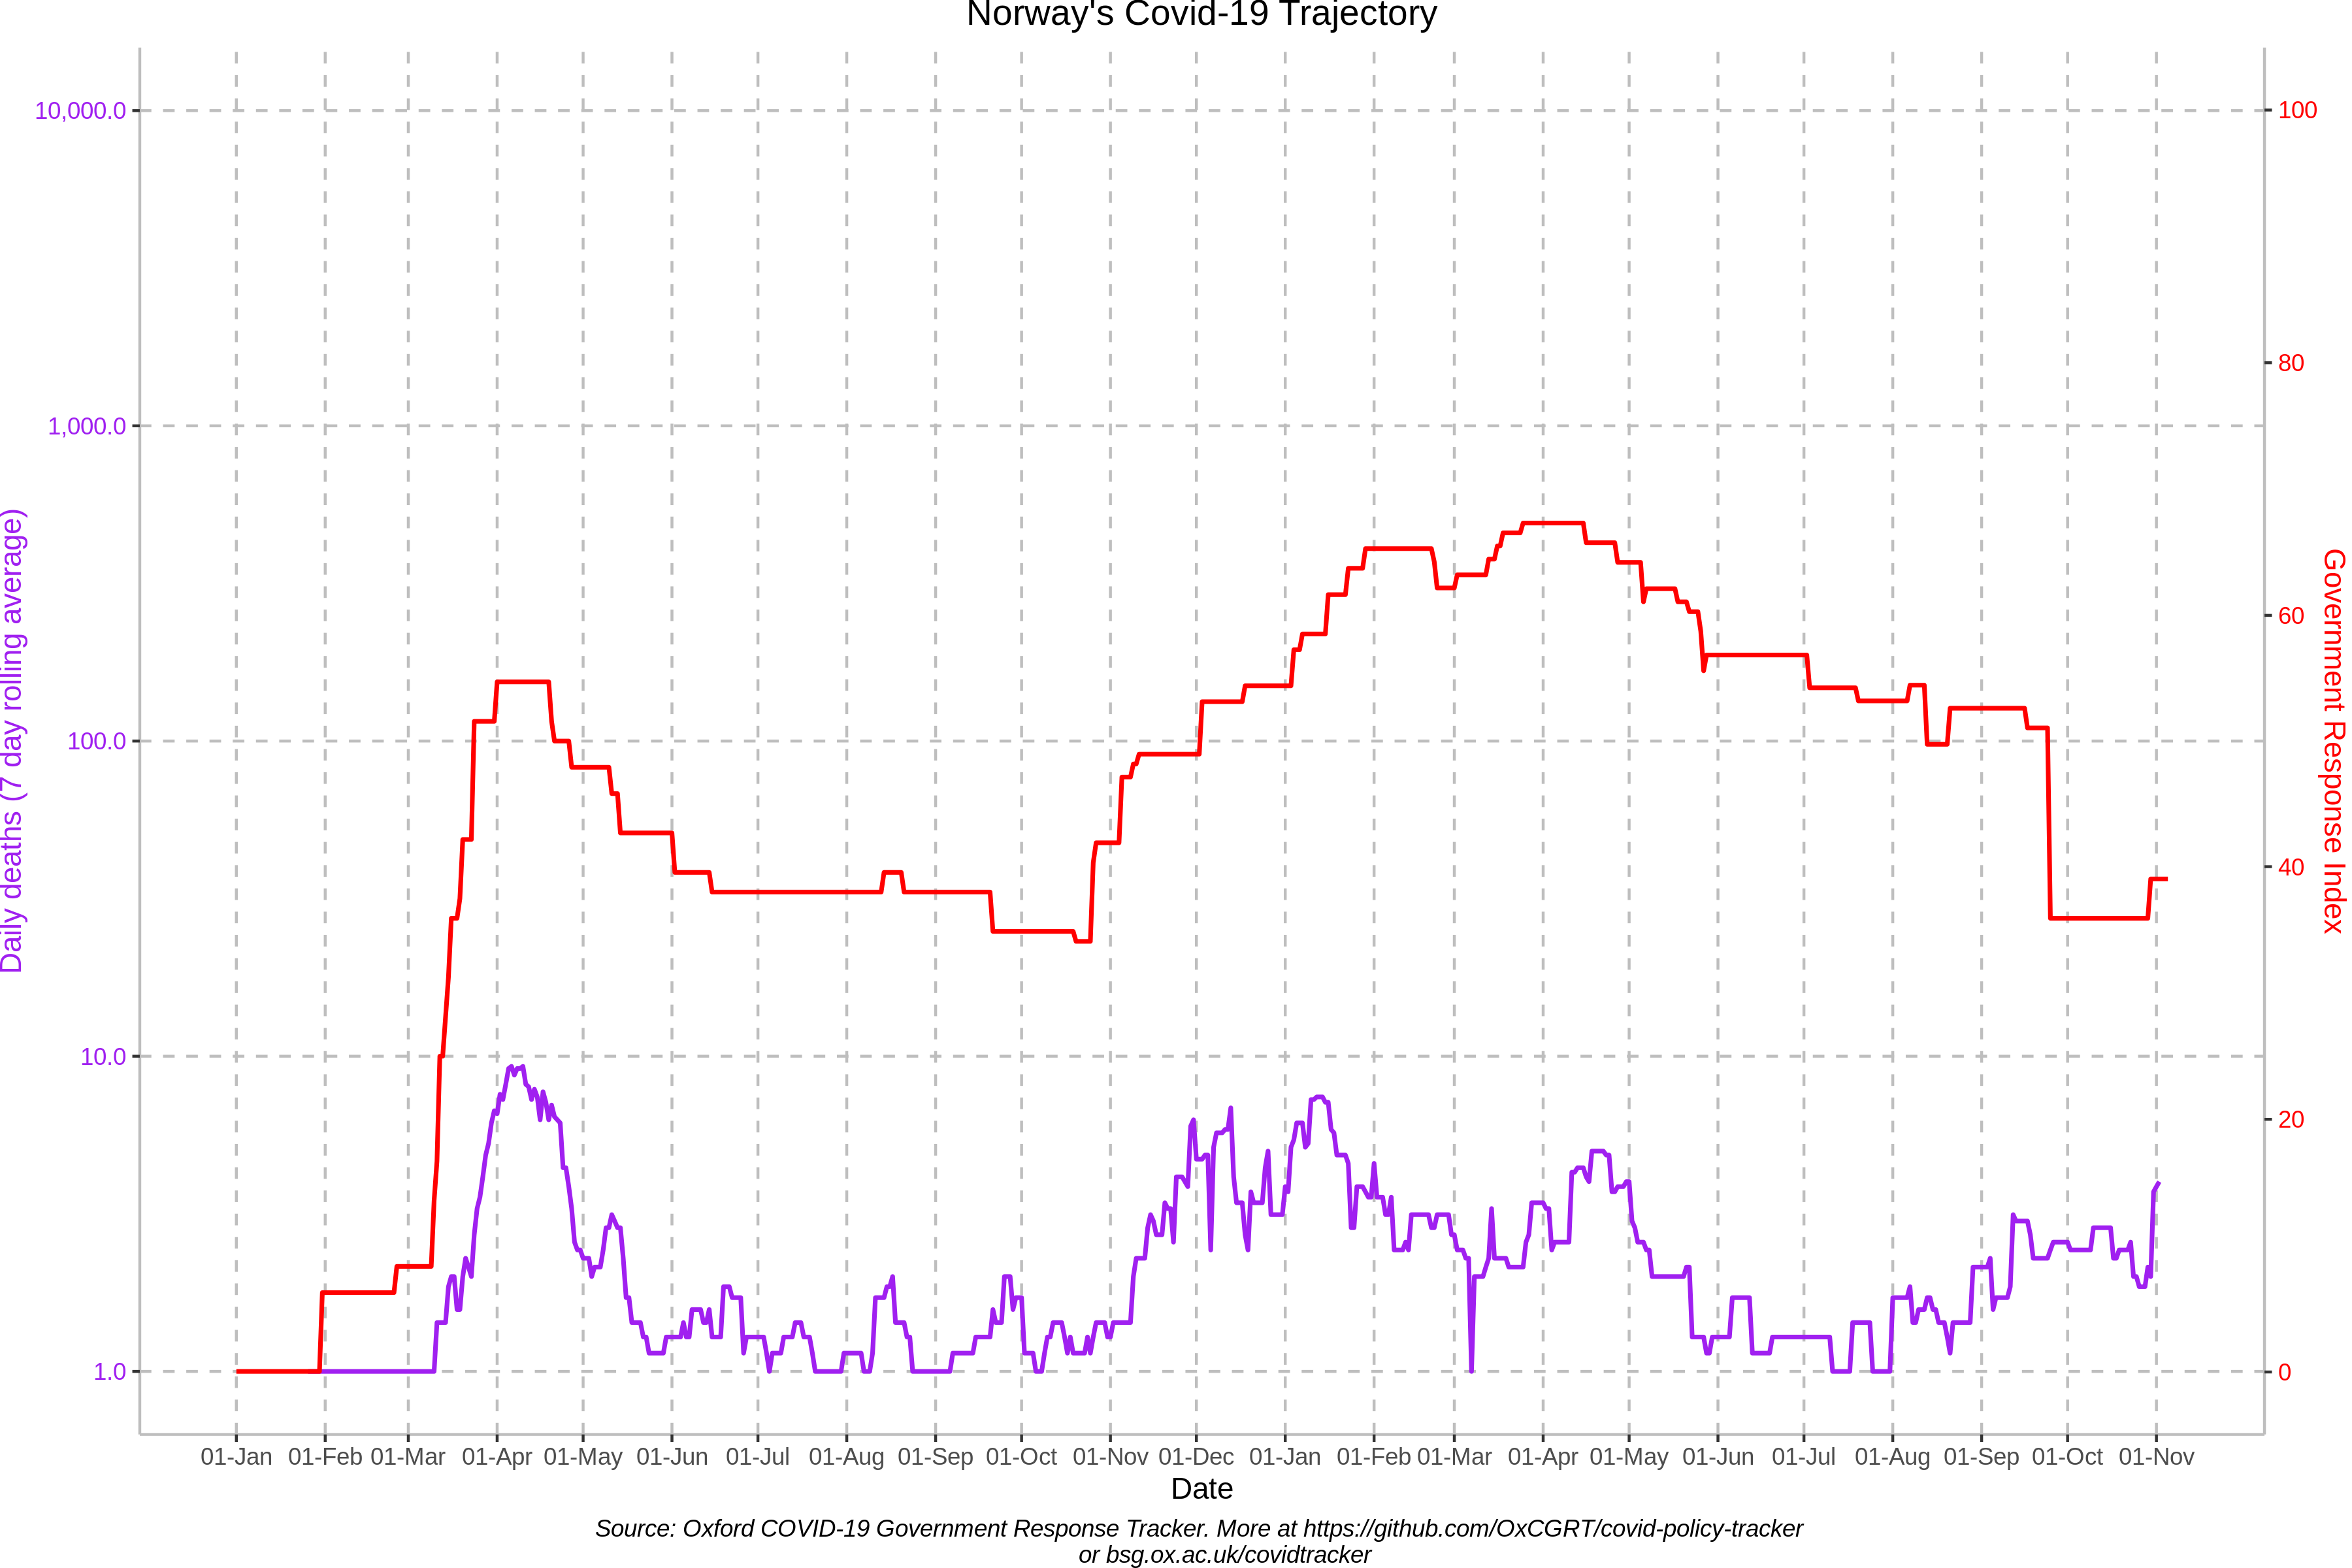 Norway's Covid-19 Trajectory
10,000.0
1,000.0
100.0
10.0
1.0
Daily deaths (7 day rolling average)
100
80
60
40
20
0
Government Response Index
01-Jan 01-Feb 01-Mar 01-Apr 01-May 01-Jun 01-Jul 01-Aug 01-Sep 01-Oct 01-Nov 01-Dec 01-Jan 01-Feb 01-Mar 01-Apr 01-May 01-Jun 01-Jul 01-Aug 01-Sep 01-Oct 01-Nov
Date
Source: Oxford COVID-19 Government Response Tracker. More at https://github.com/OxCGRT/covid-policy-tracker
or bsg.ox.ac.uk/covidtracker